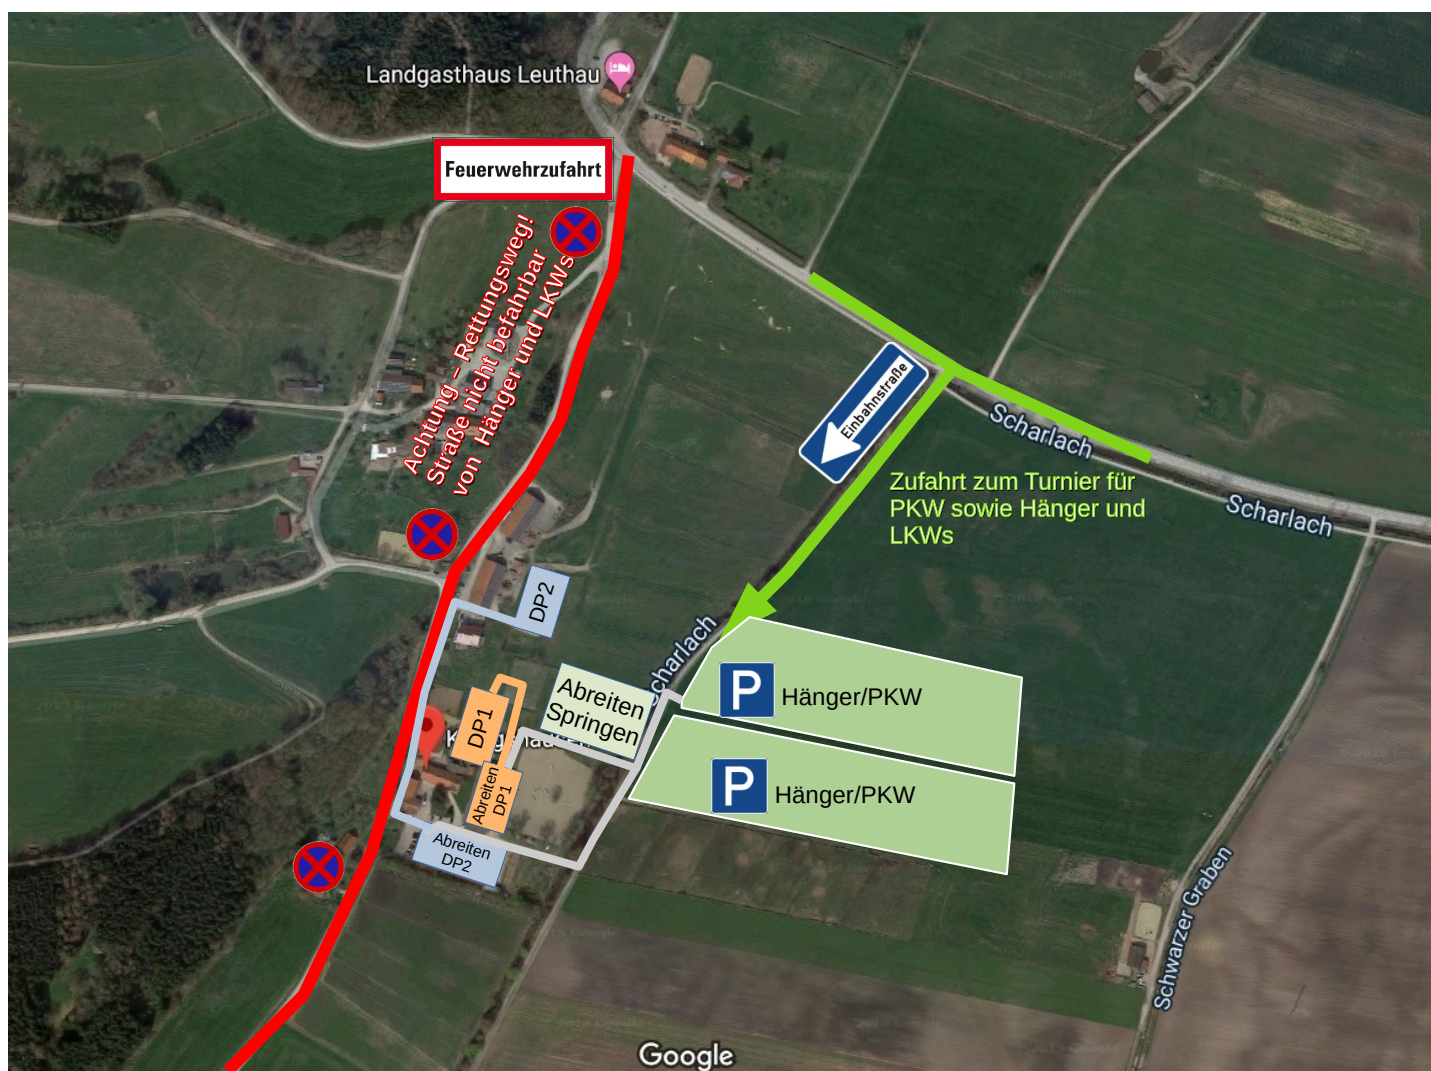 Landgasthaus Leuthau
Feuerwehrzufahrt
Achtung – Rettungsweg!
Straße nicht befahrbar
von Hänger und LKWs
Einbahnstraße
Scharlach
Zufahrt zum Turnier für
PKW sowie Hänger und
LKWs
Scharlach
DP2
Scharlach
Abreiten
Springen
P Hänger/PKW
DP1
P Hänger/PKW
Abreiten
DP1
Abreiten
DP2
Schwarzer Graben
Google